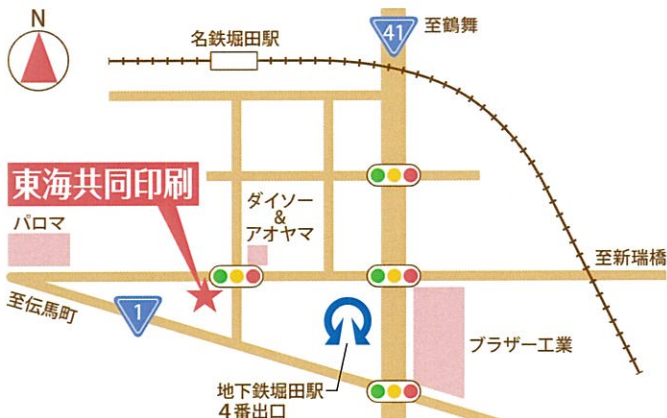 N
名鉄堀田駅
41
至鶴舞
東海共同印刷
パロマ
ダイソー
&
アオヤマ
至新瑞橋
至伝馬町
1
ブラザー工業
地下鉄堀田駅
4番出口